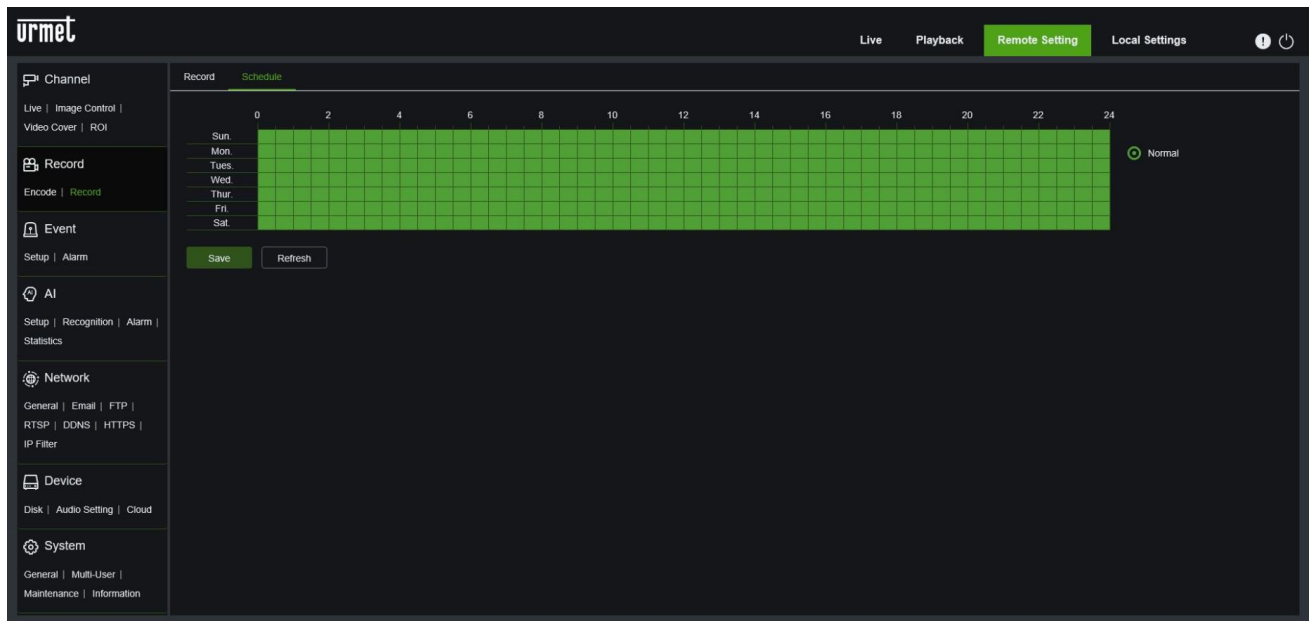 urmet
Live Playback Remote Setting Local Settings
Channel
Live | Image Control |
Video Cover | ROI
Record
Encode | Record
Event
Setup | Alarm
AI
Setup | Recognition | Alarm |
Statistics
Network
General | Email | FTP |
RTSP | DDNS | HTTPS |
IP Filter
Device
Disk | Audio Setting | Cloud
System
General | Multi-User |
Maintenance | Information
Record Schedule
0 2 4 6 8 10 12 14 16 18 20 22 24
Sun.
Mon.
Tues.
Wed.
Thur.
Fri.
Sat.
Normal
Save Refresh